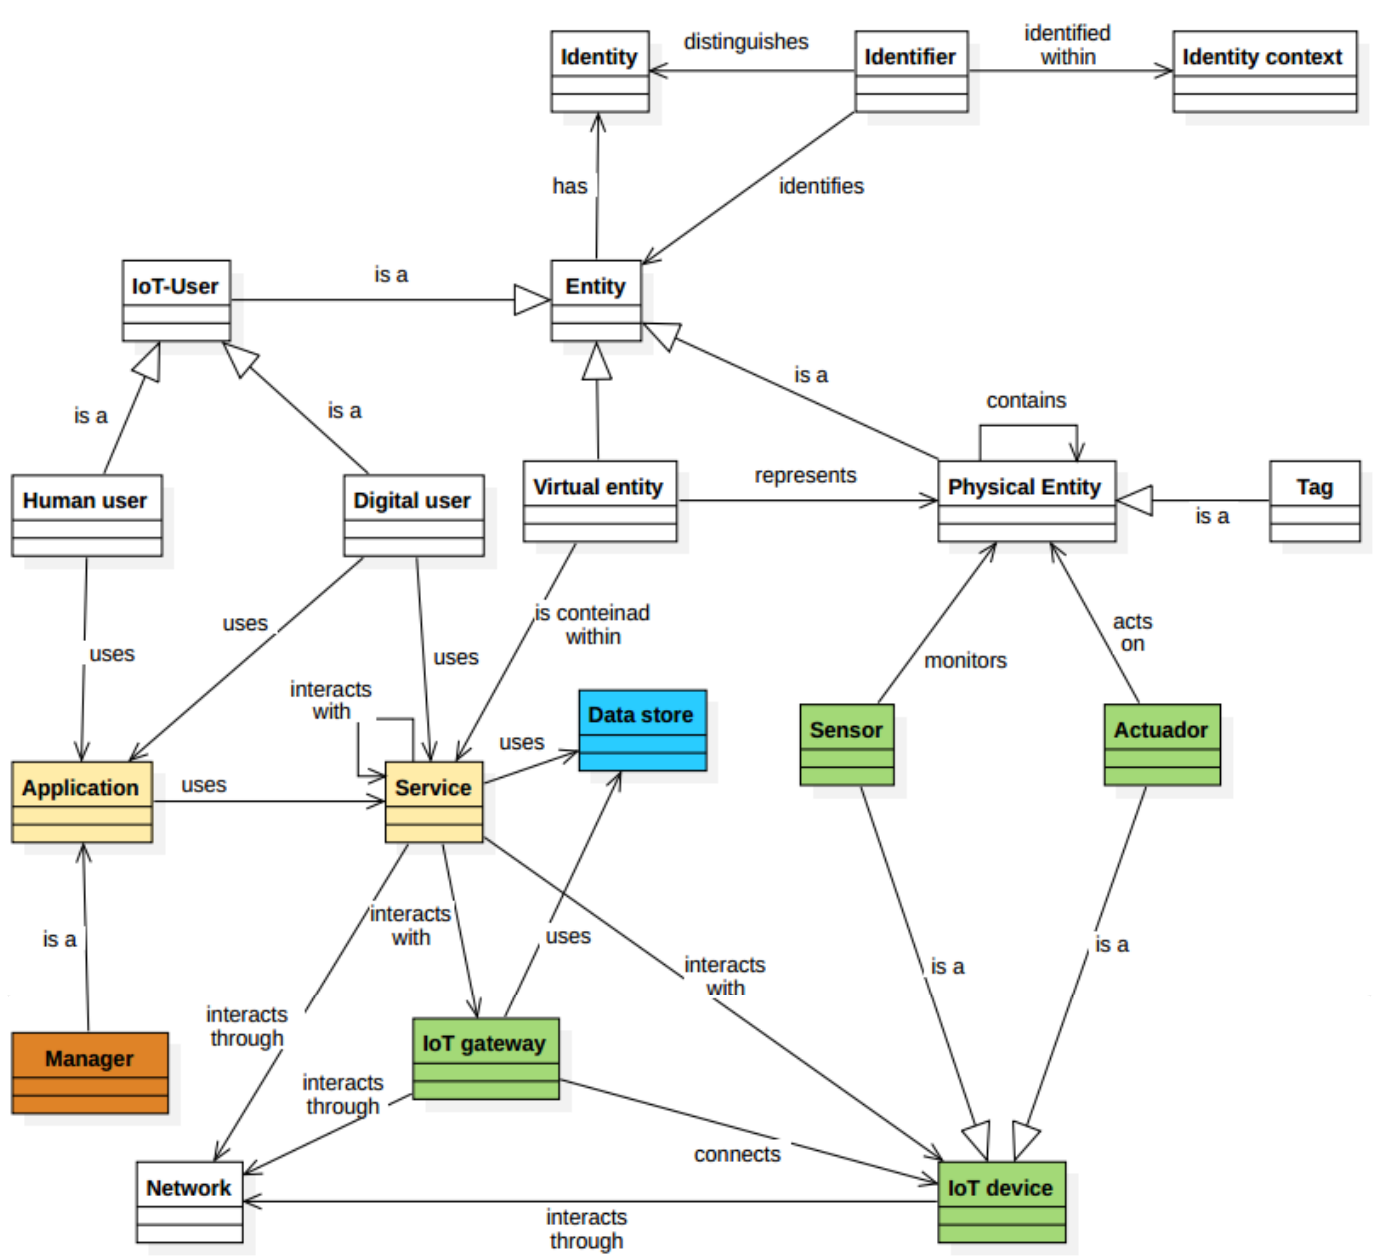 distinguishes
identified
within
Identity
Identifier
Identity context
has
identifies
is a
IoT-User
Entity
is a
contains
is a
is a
Human user
Digital user
Virtual entity
represents
Physical Entity
Tag
is a
uses
uses
uses
is conteinad
within
acts
on
monitors
interacts
with
Data store
uses
Sensor
Actuador
Application
uses
Service
is a
interacts
with
uses
interacts
with
is a
is a
interacts
through
Manager
IoT gateway
interacts
through
connects
Network
IoT device
interacts
through